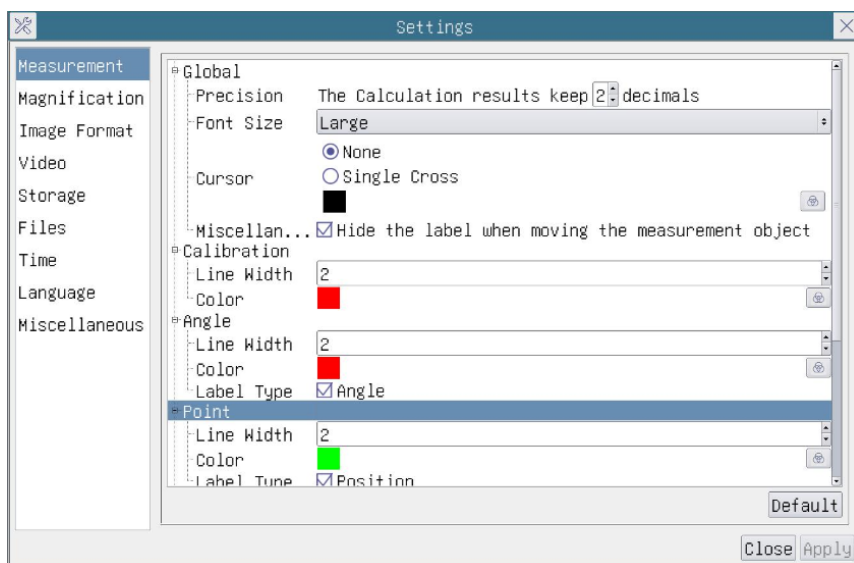 Settings
Measurement
Magnification
Image Format
Video
Storage
Files
Time
Language
Miscellaneous
Global
Precision The Calculation results keep 2 decimals
Font Size Large
None
Cursor Single Cross
Miscellan... Hide the label when moving the measurement object
Calibration
Line Width 2
Color
Angle
Line Width 2
Color
Label Type Angle
Point
Line Width 2
Color
Label Type Position
Default
Close Apply